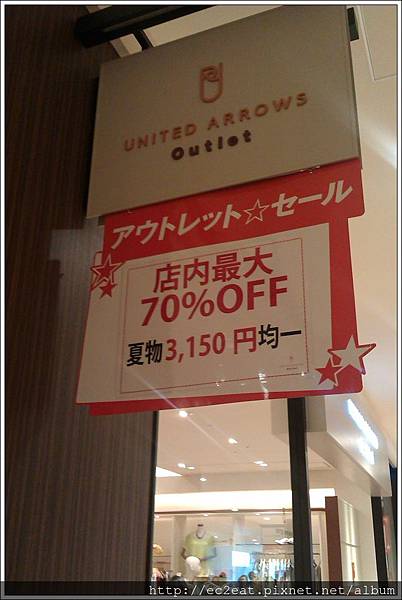 UNITED ARROWS
Outlet
アウトレット☆セール
店内最大
70%OFF
夏物3,150円均一
http://ec2eat.pixnet.net/album